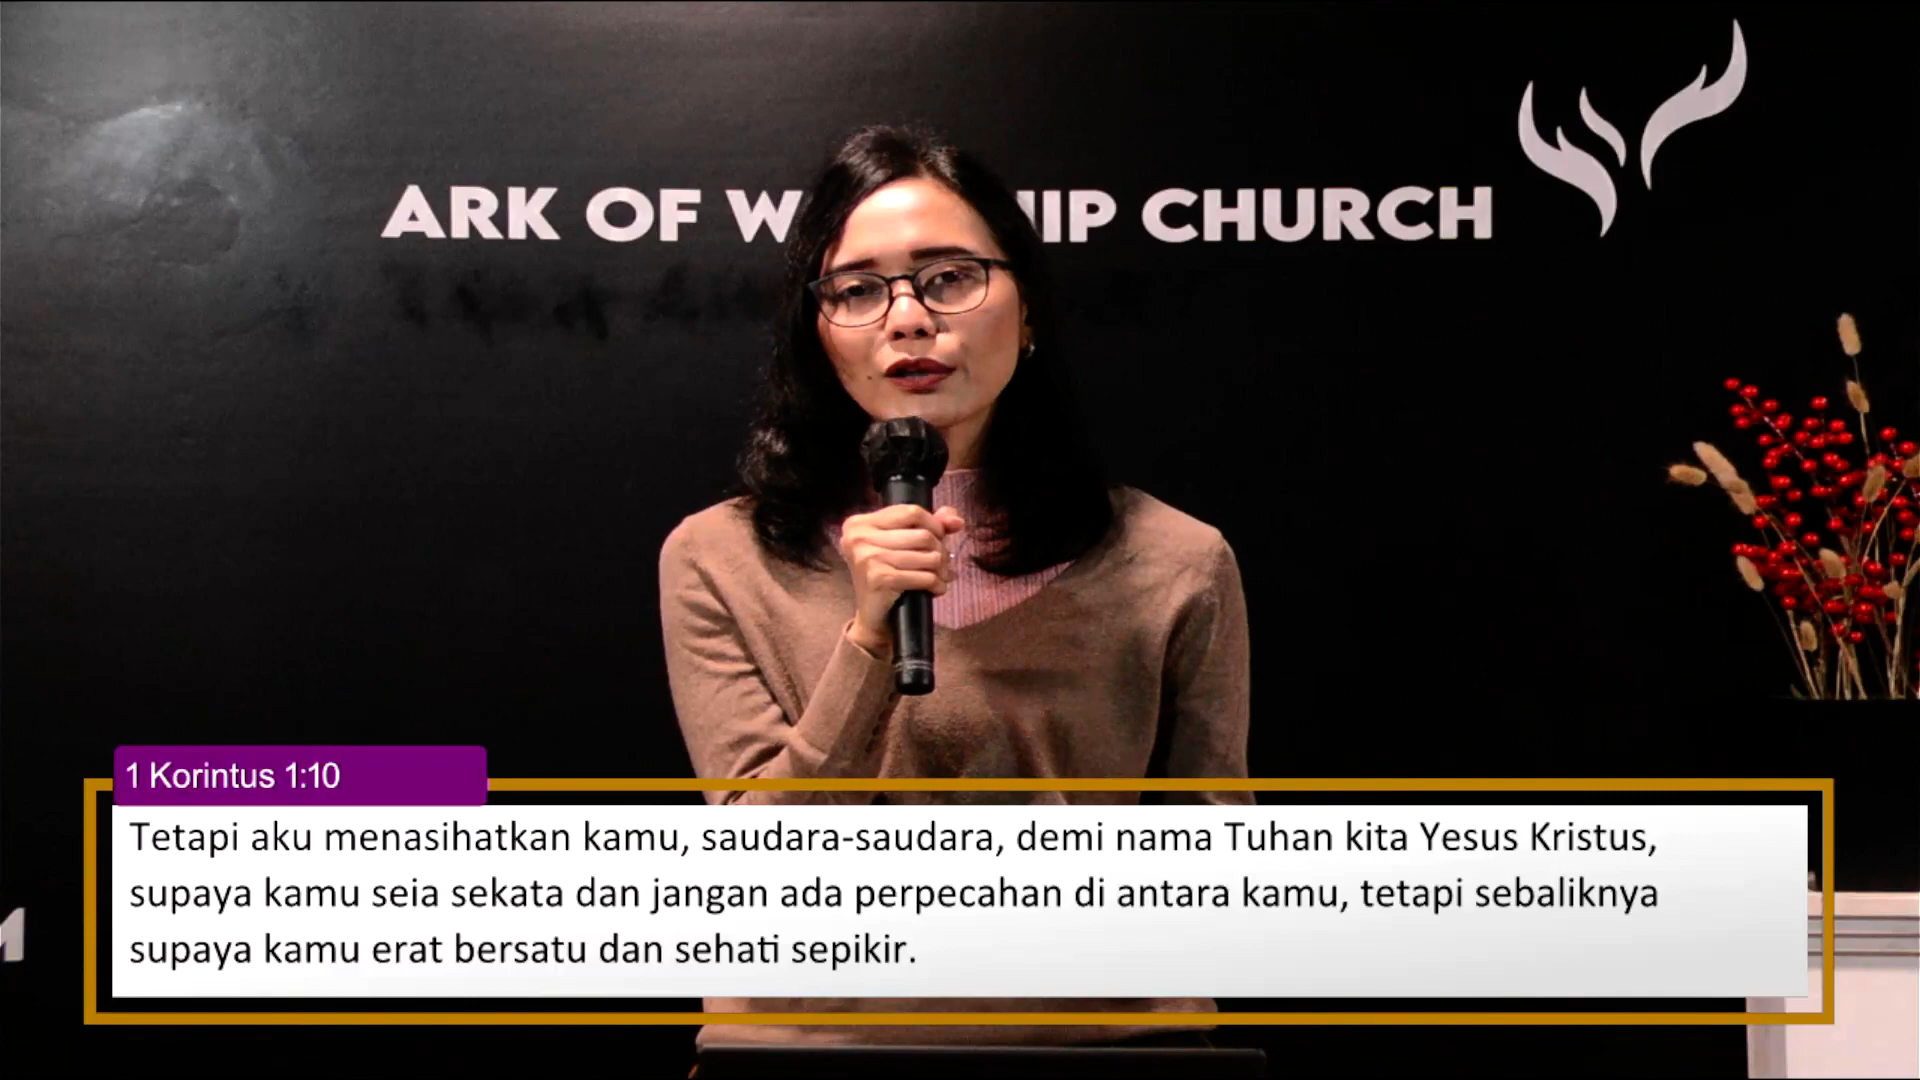 ARK OF W IP CHURCH
1 Korintus 1:10
Tetapi aku menasihatkan kamu, saudara-saudara, demi nama Tuhan kita Yesus Kristus,
supaya kamu seia sekata dan jangan ada perpecahan di antara kamu, tetapi sebaliknya
supaya kamu erat bersatu dan sehati sepikir.